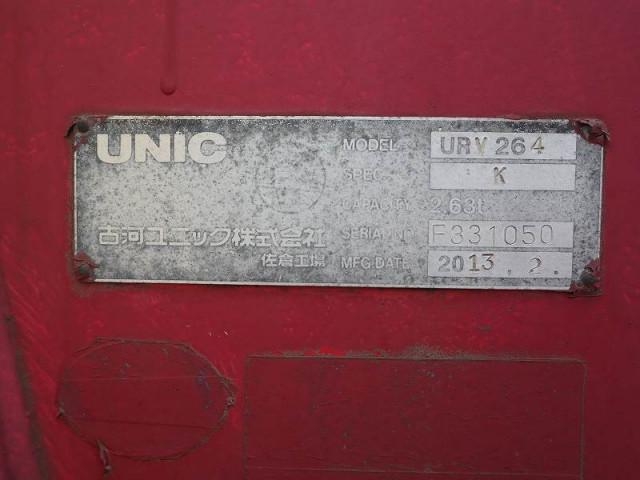 UNIC
MODEL URV264
SPEC. K
CAPACITY 2.63t
古河ユニック株式会社
SERIAL NO F331050
佐倉工場
MFG.DATE 2013.2.